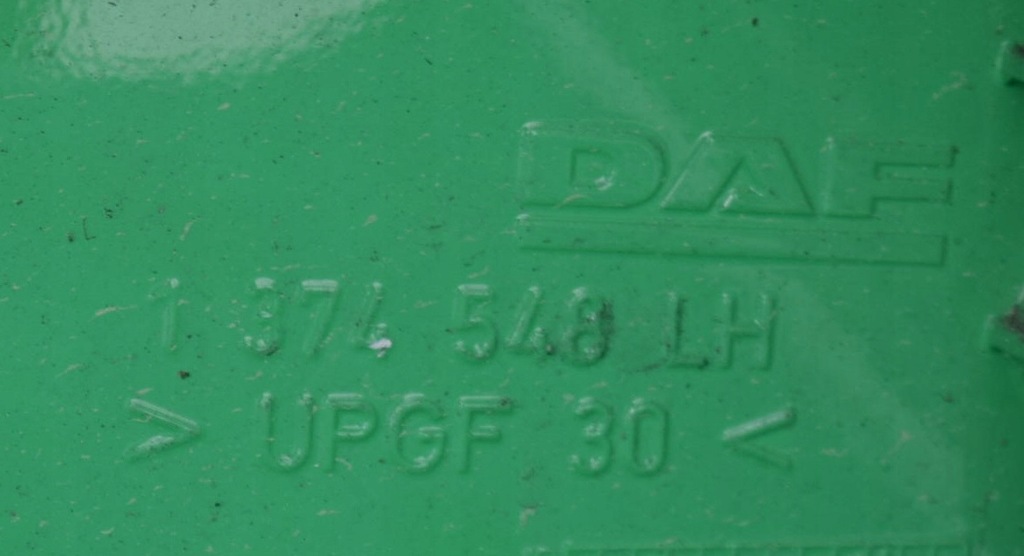 DAF
1 374 548 LH
> UPGF 30 <